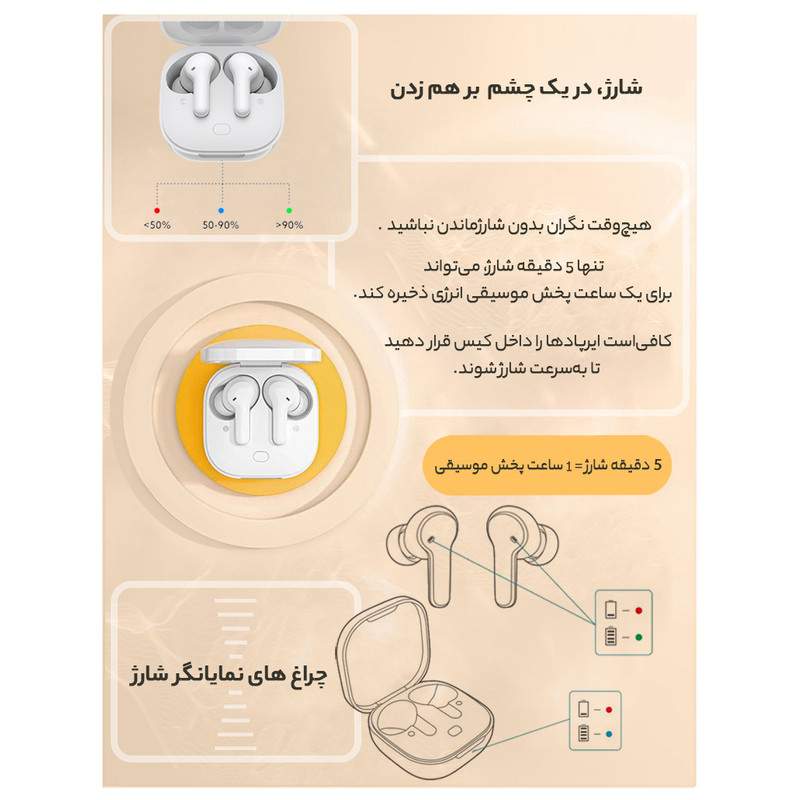 شارژ، در یک چشم بر هم زدن
<50%
50-90%
>90%
هیچ‌وقت نگران بدون شارژماندن نباشید .
تنها 5 دقیقه شارژ، می‌تواند
برای یک ساعت پخش موسیقی انرژی ذخیره کند.
کافی‌است ایرپادها را داخل کیس قرار دهید
تا به‌سرعت شارژ شوند.
5 دقیقه شارژ = 1 ساعت پخش موسیقی
چراغ های نمایانگر شارژ